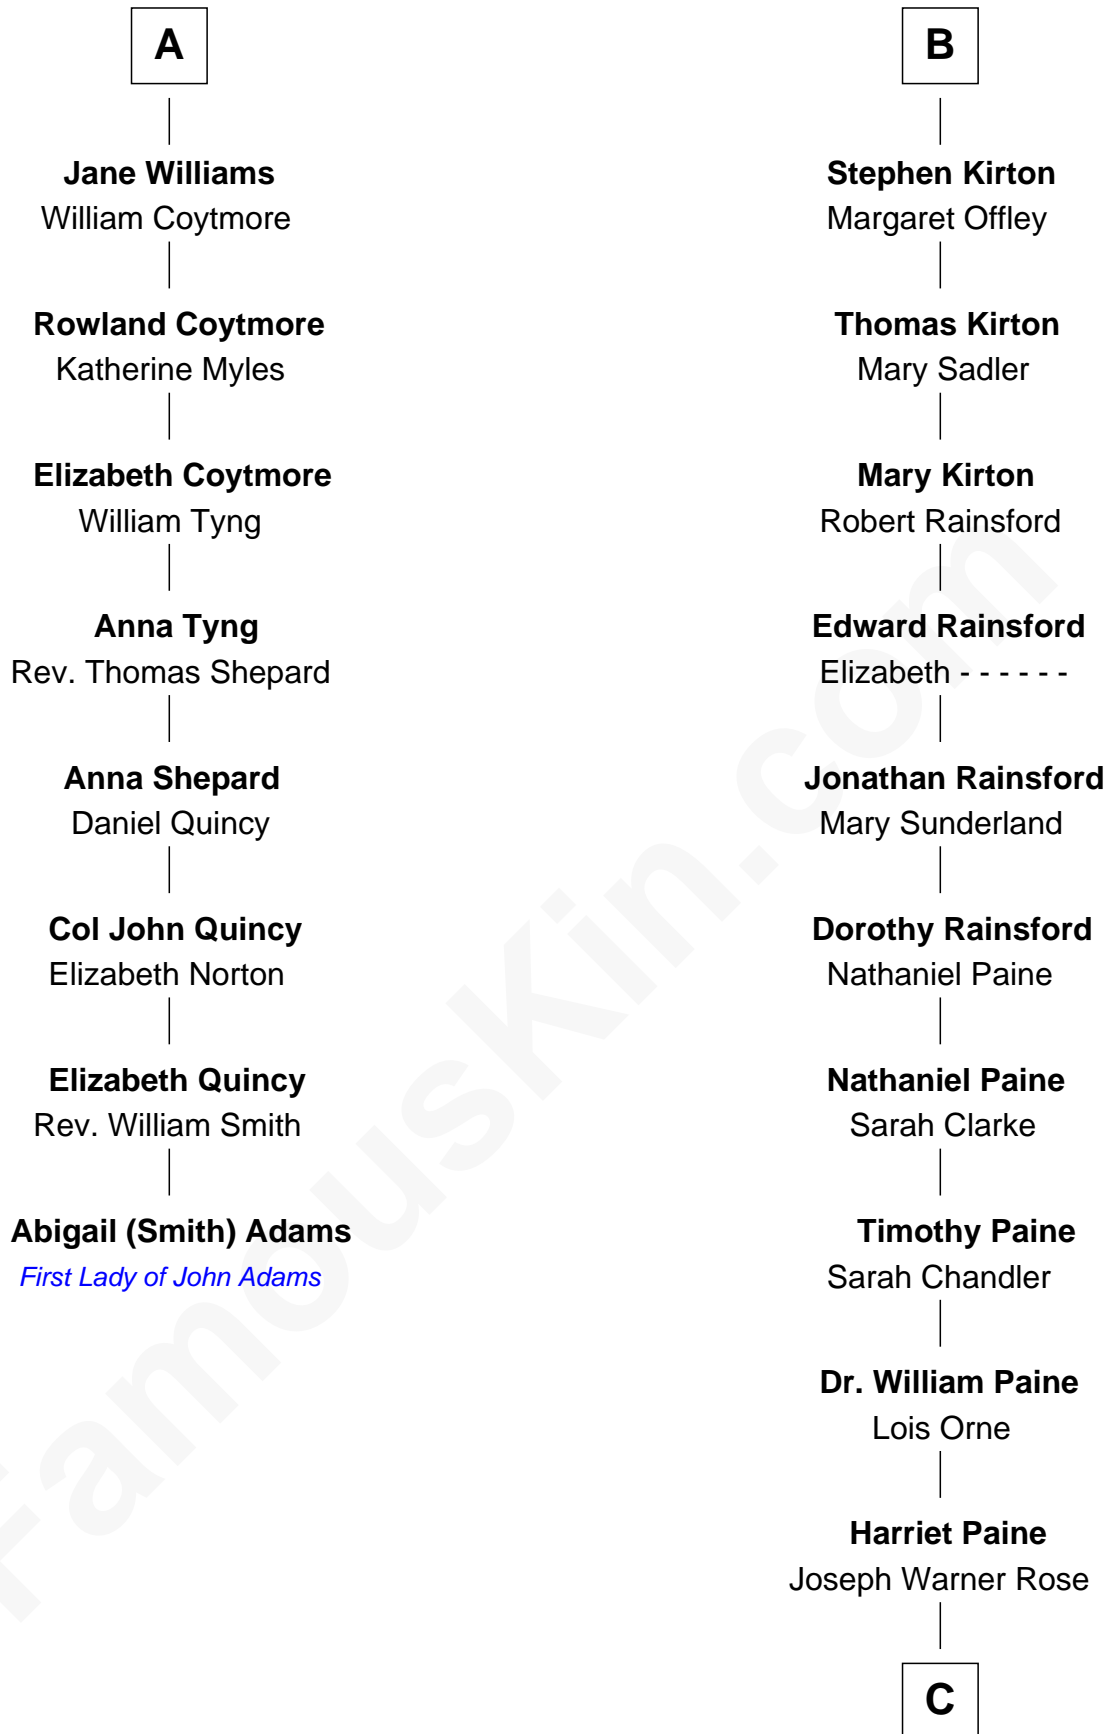 A
Jane Williams
William Coytmore
Rowland Coytmore
Katherine Myles
Elizabeth Coytmore
William Tyng
Anna Tyng
Rev. Thomas Shepard
Anna Shepard
Daniel Quincy
Col John Quincy
Elizabeth Norton
Elizabeth Quincy
Rev. William Smith
Abigail (Smith) Adams
First Lady of John Adams
B
Stephen Kirton
Margaret Offley
Thomas Kirton
Mary Sadler
Mary Kirton
Robert Rainsford
Edward Rainsford
Elizabeth - - - - - -
Jonathan Rainsford
Mary Sunderland
Dorothy Rainsford
Nathaniel Paine
Nathaniel Paine
Sarah Clarke
Timothy Paine
Sarah Chandler
Dr. William Paine
Lois Orne
Harriet Paine
Joseph Warner Rose
C
FamousKin.com